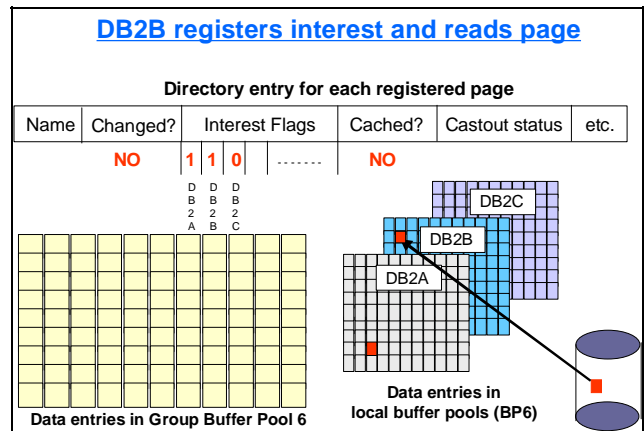 DB2B registers interest and reads page
Directory entry for each registered page
Name Changed? Interest Flags Cached? Castout status etc.
NO 1 1 0 ....... NO
DB2A DB2B DB2C
DB2C
DB2B
DB2A
Data entries in Group Buffer Pool 6
Data entries in
local buffer pools (BP6)